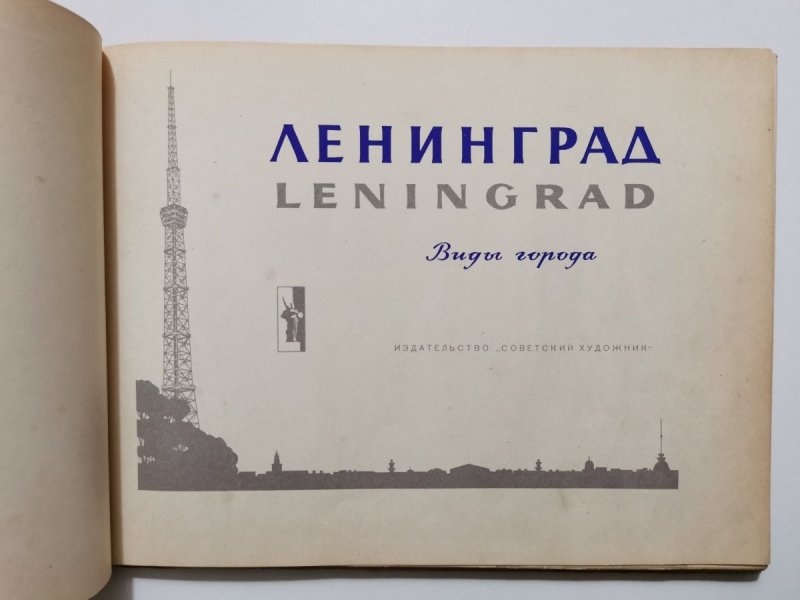 ЛЕНИНГРАД
LENINGRAD
Виды города
ИЗДАТЕЛЬСТВО „СОВЕТСКИЙ ХУДОЖНИК“